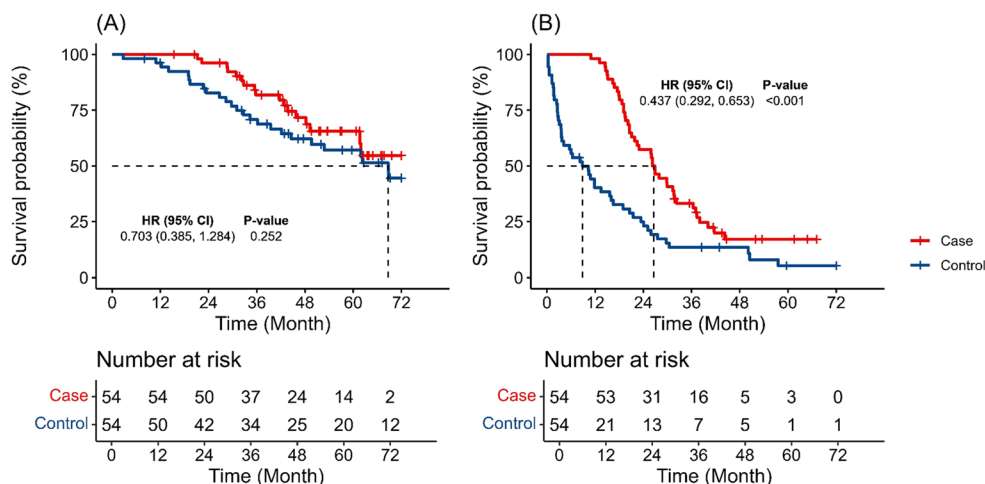 (A)
Survival probability (%)
100
75
50
25
0
HR (95% CI) P-value
0.703 (0.385, 1.284) 0.252
0 12 24 36 48 60 72
Time (Month)
(B)
Survival probability (%)
100
75
50
25
0
HR (95% CI) P-value
0.437 (0.292, 0.653) <0.001
0 12 24 36 48 60 72
Time (Month)
Case
Control
Number at risk
Case 54 54 50 37 24 14 2
Control 54 50 42 34 25 20 12
0 12 24 36 48 60 72
Time (Month)
Number at risk
Case 54 53 31 16 5 3 0
Control 54 21 13 7 5 1 1
0 12 24 36 48 60 72
Time (Month)